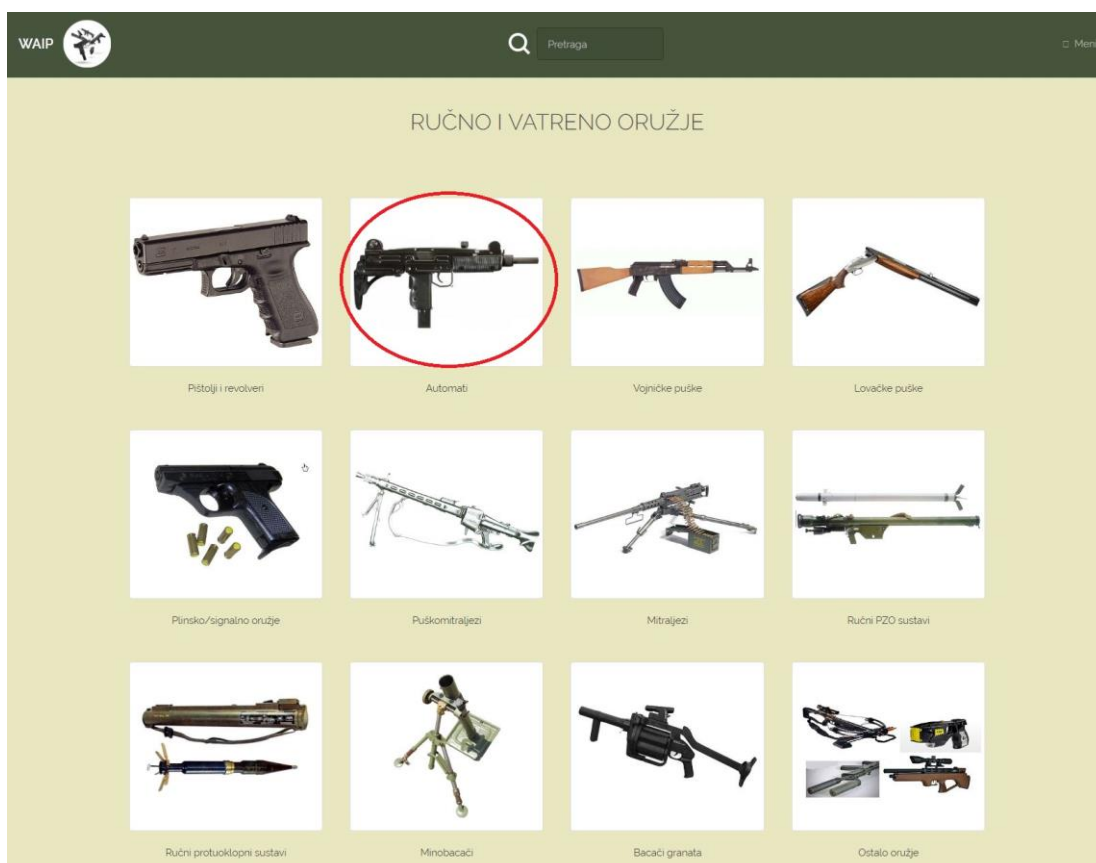 WAIP
Pretraga
Meni
RUČNO I VATRENO ORUŽJE
Pištolji i revolveri
Automati
Vojničke puške
Lovačke puške
Plinsko/signalno oružje
Puškomitraljezi
Mitraljezi
Ručni PZO sustavi
Ručni protuoklopni sustavi
Minobacači
Bacači granata
Ostalo oružje